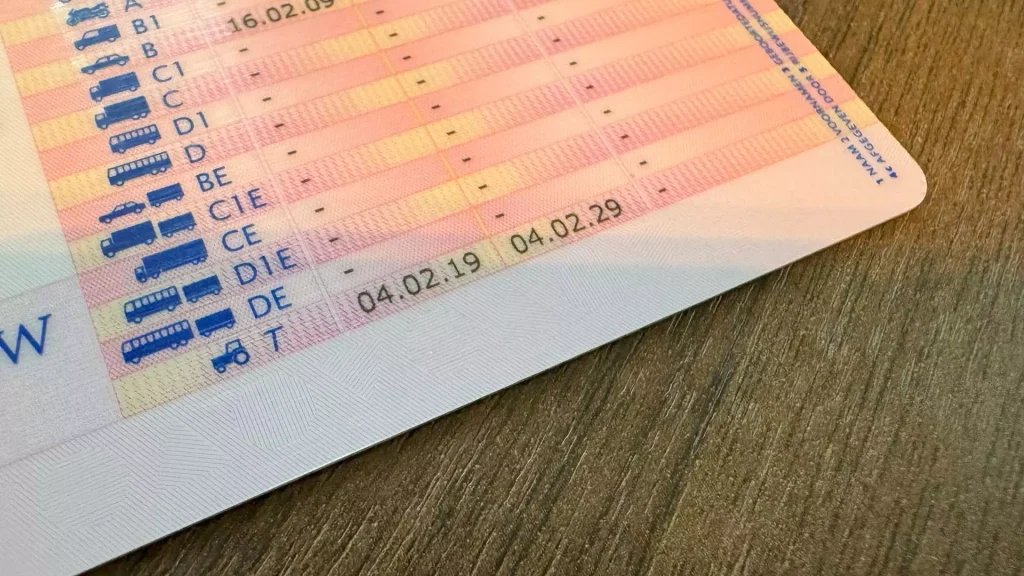 A
B1
B 16.02.09
C1 - -
C - -
D1 - -
D - -
BE - -
C1E - -
CE - -
D1E - -
DE - -
T 04.02.19 04.02.29
W
1 NAAM 2 VOORNAMEN 3
4c AFGEGEVEN DOOR 5